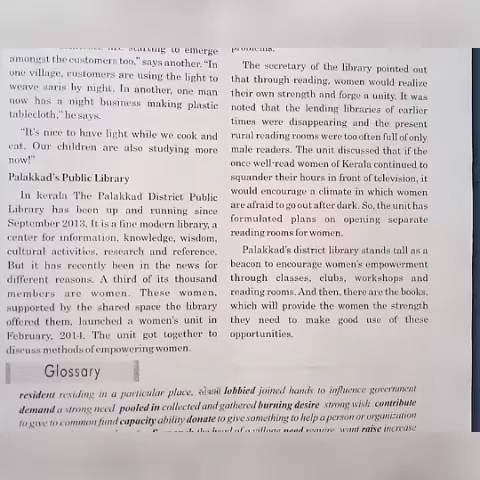 starting to emerge
amongst the customers too," says another. "In
one village, customers are using the light to
weave saris by night. In another, one man
now has a night business making plastic
tablecloth," he says.
"It's nice to have light while we cook and
eat. Our children are also studying more
now!"
Palakkad's Public Library
In kerala The Palakkad District Public
Library has been up and running since
September 2013. It is a fine modern library, a
center for information, knowledge, wisdom,
cultural activities, research and reference.
But it has recently been in the news for
different reasons. A third of its thousand
members are women. These women,
supported by the shared space the library
offered them, launched a women's unit in
February, 2014. The unit got together to
discuss methods of empowering women.
problems.
The secretary of the library pointed out
that through reading, women would realize
their own strength and forge a unity. It was
noted that the lending libraries of earlier
times were disappearing and the present
rural reading rooms were too often full of only
male readers. The unit discussed that if the
once well-read women of Kerala continued to
squander their hours in front of television, it
would encourage a climate in which women
are afraid to go out after dark. So, the unit has
formulated plans on opening separate
reading rooms for women.
Palakkad's district library stands tall as a
beacon to encourage women's empowerment
through classes, clubs, workshops and
reading rooms. And then, there are the books,
which will provide the women the strength
they need to make good use of these
opportunities.
Glossary
resident residing in a particular place, lobbied joined hands to influence government
demand a strong need pooled in collected and gathered burning desire strong wish contribute
to give to common fund capacity ability donate to give something to help a person or organization
the head of a village need require, want raise increase